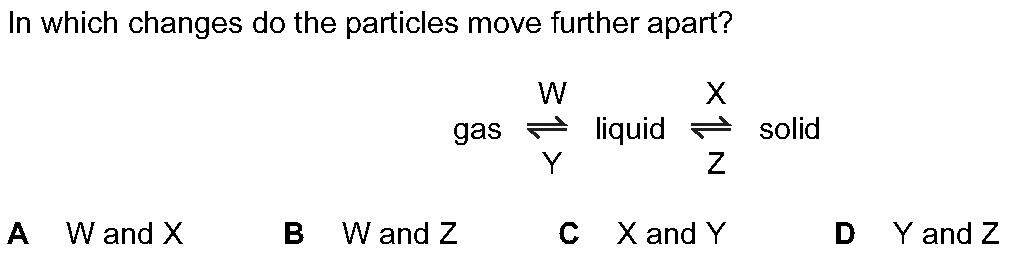 In which changes do the particles move further apart?
W X
gas ⇌ liquid ⇌ solid
Y Z
A W and X B W and Z C X and Y D Y and Z